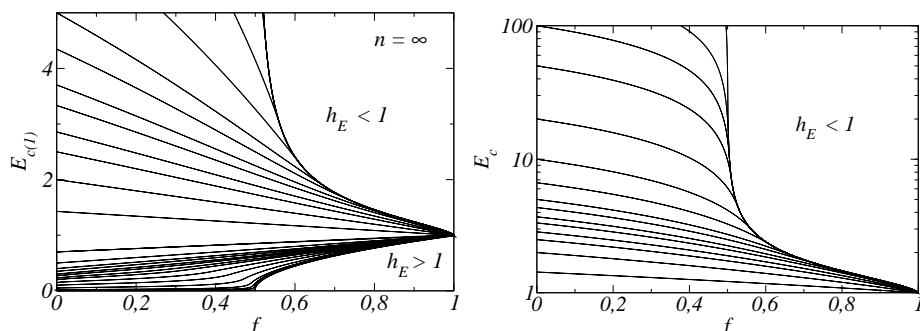 4
2
0
E_c(1)
n = ∞
h_E < 1
h_E > 1
0
0,2
0,4
0,6
0,8
1
f
100
10
1
E_c
h_E < 1
0
0,2
0,4
0,6
0,8
1
f